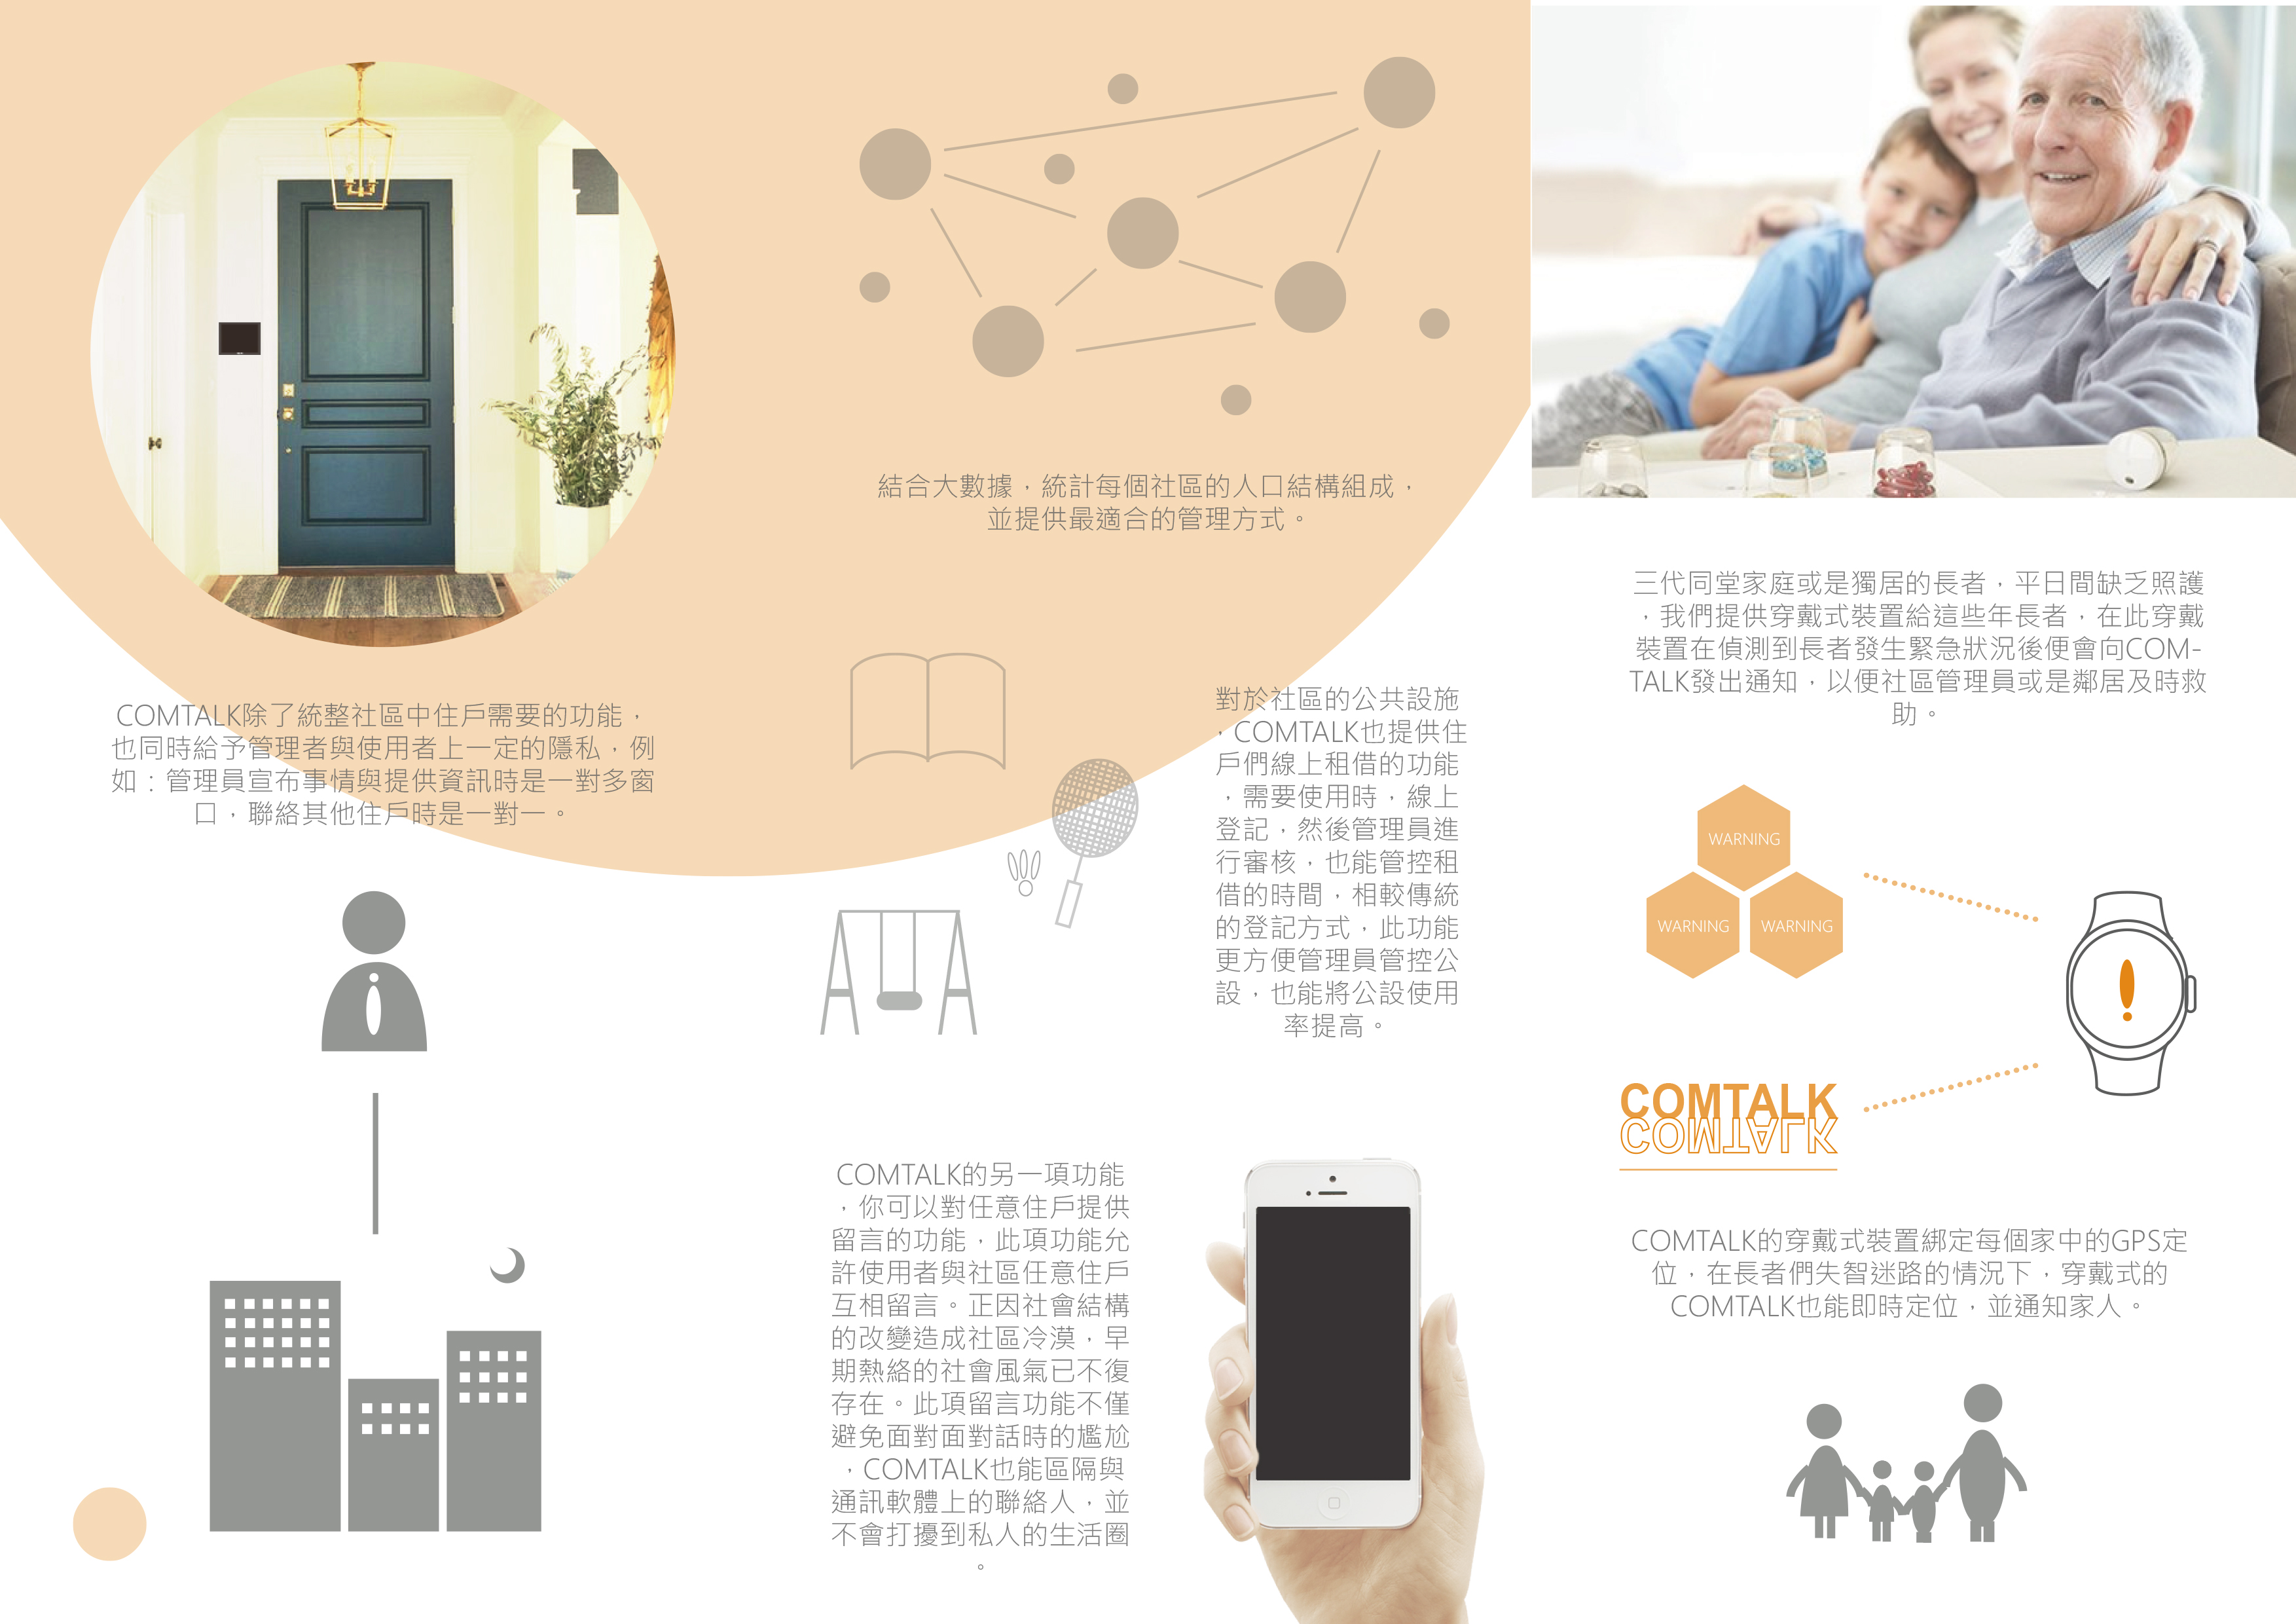 COMTALK除了統整社區中住戶需要的功能，
也同時給予管理者與使用者上一定的隱私，例
如：管理員宣布事情與提供資訊時是一對多窗
口，聯絡其他住戶時是一對一。
結合大數據，統計每個社區的人口結構組成，
並提供最適合的管理方式。
對於社區的公共設施
，COMTALK也提供住
戶們線上租借的功能
，需要使用時，線上
登記，然後管理員進
行審核，也能管控租
借的時間，相較傳統
的登記方式，此功能
更方便管理員管控公
設，也能將公設使用
率提高。
COMTALK的另一項功能
，你可以對任意住戶提供
留言的功能，此項功能允
許使用者與社區任意住戶
互相留言。正因社會結構
的改變造成社區冷漠，早
期熱絡的社會風氣已不復
存在。此項留言功能不僅
避免面對面對話時的尷尬
，COMTALK也能區隔與
通訊軟體上的聯絡人，並
不會打擾到私人的生活圈
。
三代同堂家庭或是獨居的長者，平日間缺乏照護
，我們提供穿戴式裝置給這些年長者，在此穿戴
裝置在偵測到長者發生緊急狀況後便會向COM-
TALK發出通知，以便社區管理員或是鄰居及時救
助。
WARNING
WARNING
WARNING
COMTALK
COMTALK
COMTALK的穿戴式裝置綁定每個家中的GPS定
位，在長者們失智迷路的情況下，穿戴式的
COMTALK也能即時定位，並通知家人。